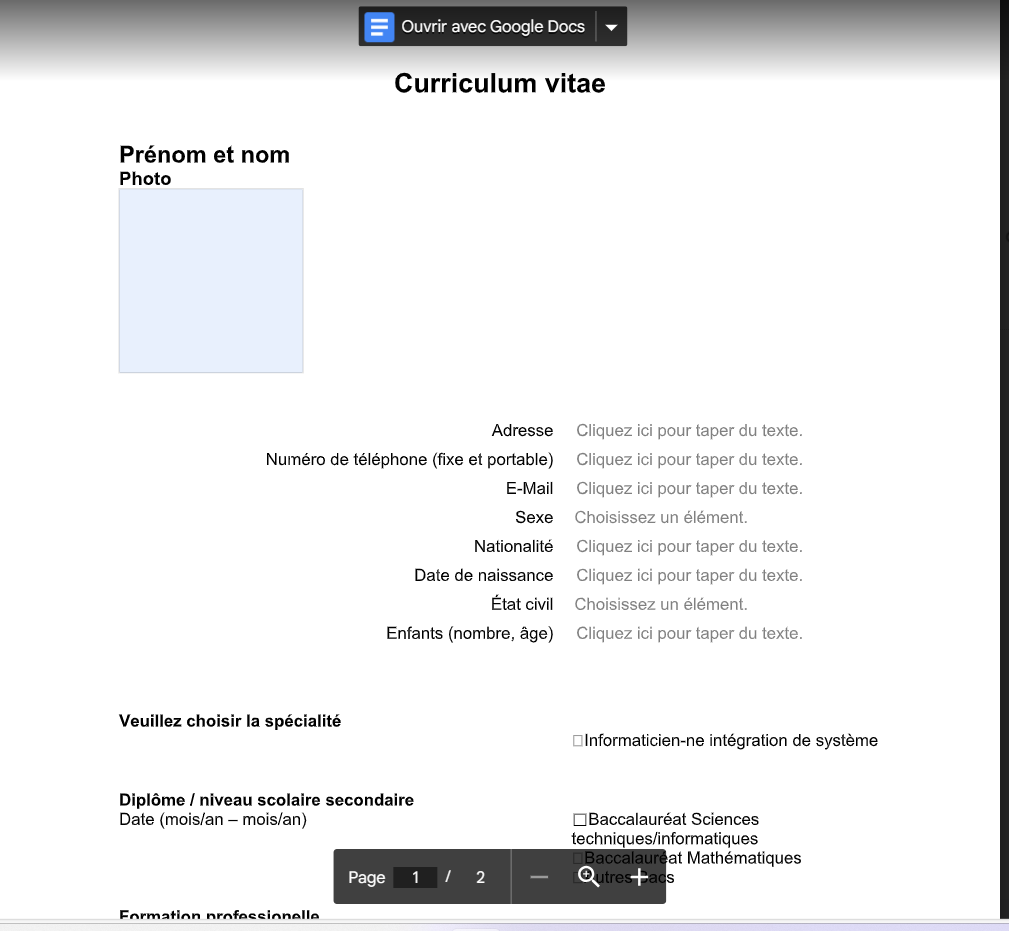 Ouvrir avec Google Docs
Curriculum vitae
Prénom et nom
Photo
Adresse Cliquez ici pour taper du texte.
Numéro de téléphone (fixe et portable) Cliquez ici pour taper du texte.
E-Mail Cliquez ici pour taper du texte.
Sexe Choisissez un élément.
Nationalité Cliquez ici pour taper du texte.
Date de naissance Cliquez ici pour taper du texte.
État civil Choisissez un élément.
Enfants (nombre, âge) Cliquez ici pour taper du texte.
Veuillez choisir la spécialité
☐Informaticien-ne intégration de système
Diplôme / niveau scolaire secondaire
Date (mois/an – mois/an) ☐Baccalauréat Sciences
techniques/informatiques
☐Baccalauréat Mathématiques
☐Autres Bacs
Page 1 / 2
Formation professionelle